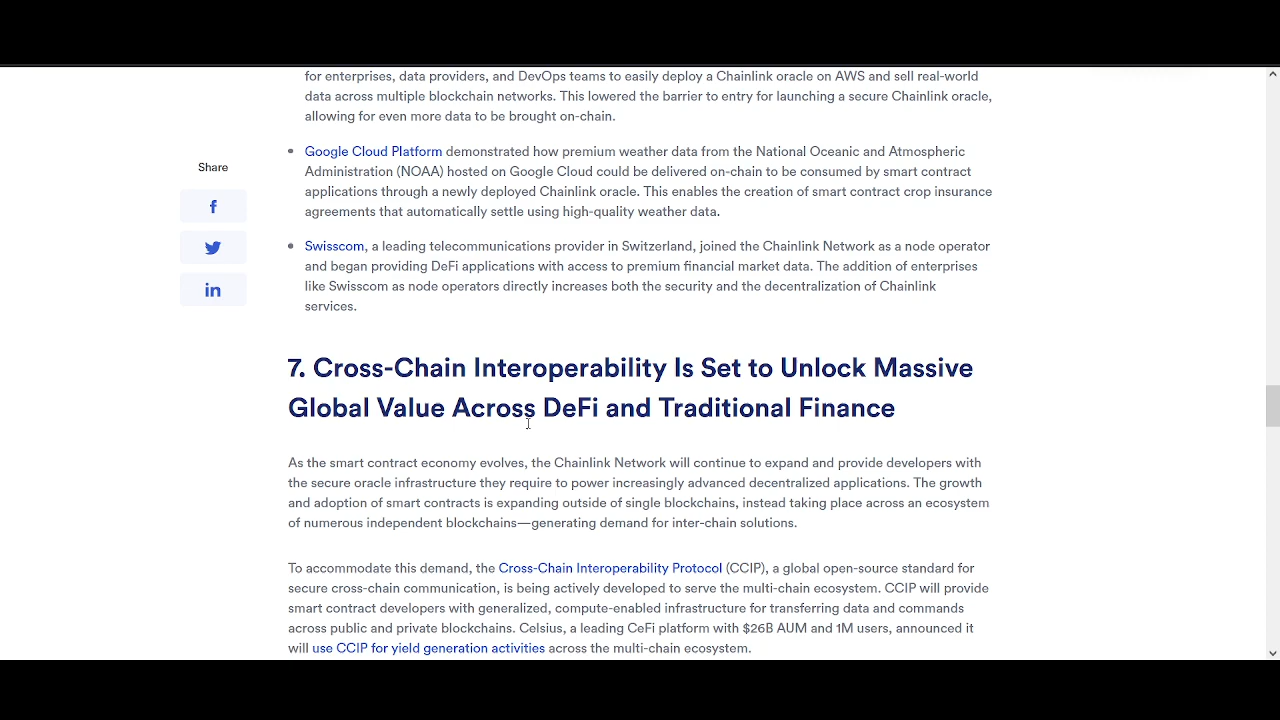 for enterprises, data providers, and DevOps teams to easily deploy a Chainlink oracle on AWS and sell real-world
data across multiple blockchain networks. This lowered the barrier to entry for launching a secure Chainlink oracle,
allowing for even more data to be brought on-chain.
Share
f
in
• Google Cloud Platform demonstrated how premium weather data from the National Oceanic and Atmospheric
Administration (NOAA) hosted on Google Cloud could be delivered on-chain to be consumed by smart contract
applications through a newly deployed Chainlink oracle. This enables the creation of smart contract crop insurance
agreements that automatically settle using high-quality weather data.
• Swisscom, a leading telecommunications provider in Switzerland, joined the Chainlink Network as a node operator
and began providing DeFi applications with access to premium financial market data. The addition of enterprises
like Swisscom as node operators directly increases both the security and the decentralization of Chainlink
services.
7. Cross-Chain Interoperability Is Set to Unlock Massive
Global Value Across DeFi and Traditional Finance
As the smart contract economy evolves, the Chainlink Network will continue to expand and provide developers with
the secure oracle infrastructure they require to power increasingly advanced decentralized applications. The growth
and adoption of smart contracts is expanding outside of single blockchains, instead taking place across an ecosystem
of numerous independent blockchains—generating demand for inter-chain solutions.
To accommodate this demand, the Cross-Chain Interoperability Protocol (CCIP), a global open-source standard for
secure cross-chain communication, is being actively developed to serve the multi-chain ecosystem. CCIP will provide
smart contract developers with generalized, compute-enabled infrastructure for transferring data and commands
across public and private blockchains. Celsius, a leading CeFi platform with $26B AUM and 1M users, announced it
will use CCIP for yield generation activities across the multi-chain ecosystem.